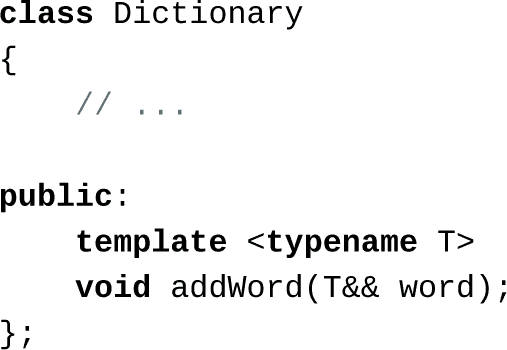 class Dictionary
{
    // ...

public:
    template <typename T>
    void addWord(T&& word);
};